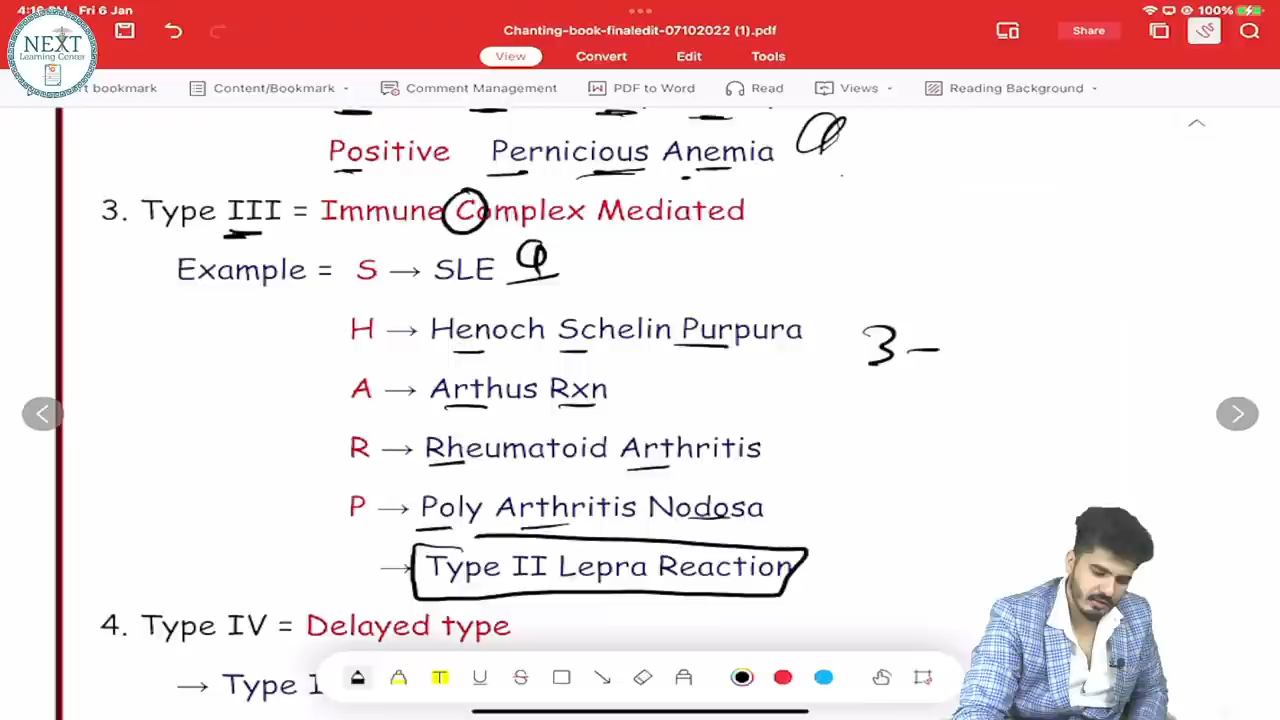 4:1 PM Fri 6 Jan
100%
Chanting-book-finaledit-07102022 (1).pdf
Share
View Convert Edit Tools
NEXT
Learning Center
bookmark Content/Bookmark Comment Management PDF to Word Read Views Reading Background
Positive Pernicious Anemia
3. Type III = Immune Complex Mediated
Example = S → SLE
H → Henoch Schelin Purpura
3 –
A → Arthus Rxn
R → Rheumatoid Arthritis
P → Poly Arthritis Nodosa
→ Type II Lepra Reaction
4. Type IV = Delayed type
→ Type